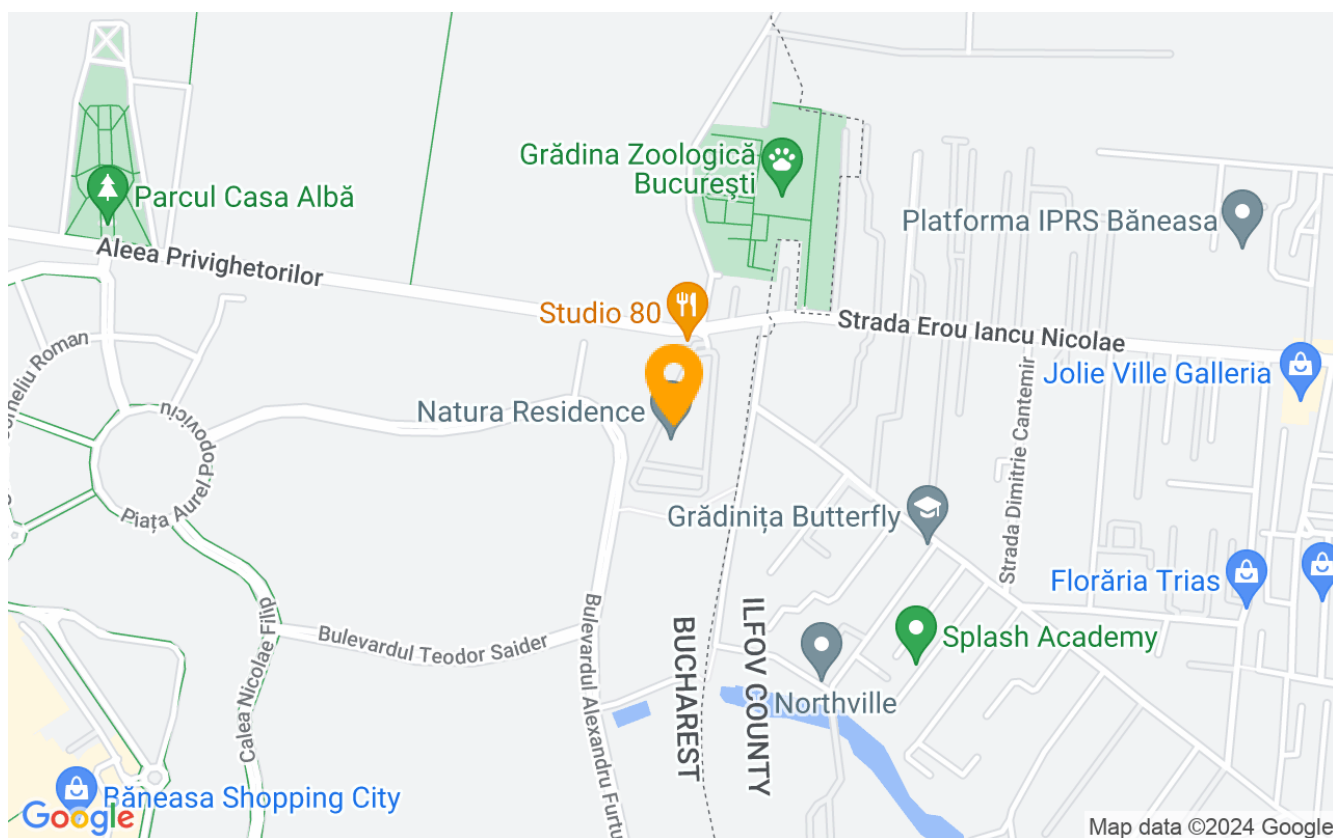 Grădina Zoologică
București
Parcul Casa Albă
Platforma IPRS Băneasa
Aleea Privighetorilor
Studio 80
Strada Erou Iancu Nicolae
Jolie Ville Galleria
Roman
Natura Residence
Piața Aurel Popoviciu
Strada Dimitrie Cantemir
Grădinița Butterfly
Florăria Trias
Calea Nicolae Filip
Bulevardul Teodor Saider
Bulevardul Alexandru
BUCHAREST
ILFOV COUNTY
Splash Academy
Northville
Băneasa Shopping City
Google
Map data ©2024 Google